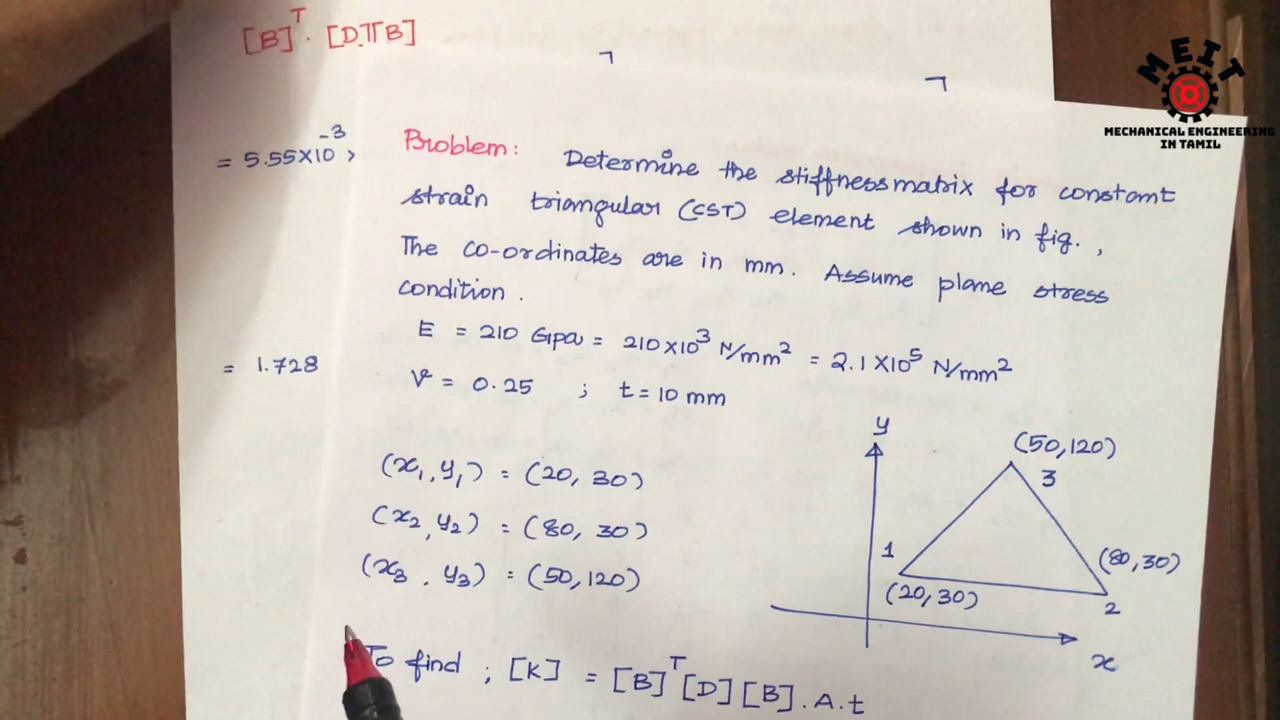 [B]ᵀ. [D][B]
= 5.55×10⁻³ ›
= 1.728
MEIT
MECHANICAL ENGINEERING
IN TAMIL
Problem: Determine the stiffness matrix for constant
strain triangular (CST) element shown in fig.,
The co-ordinates are in mm. Assume plane stress
condition.
E = 210 Gpa = 210×10³ N/mm² = 2.1×10⁵ N/mm²
ν = 0.25 ; t = 10 mm
(x₁, y₁) = (20, 30)
(x₂, y₂) = (80, 30)
(x₃, y₃) = (50, 120)
y
(50, 120)
3
1
(20, 30)
(80, 30)
2
x
To find ; [K] = [B]ᵀ [D] [B] . A . t